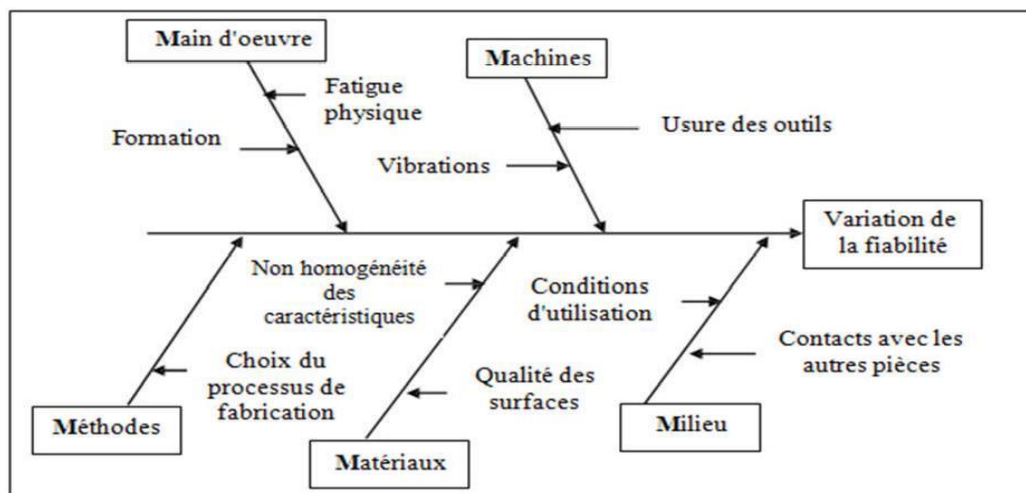 Main d'oeuvre
Machines
Fatigue
physique
Usure des outils
Formation
Vibrations
Variation de
la fiabilité
Non homogénéité
des
caractéristiques
Conditions
d'utilisation
Contacts avec les
autres pièces
Choix du
processus de
fabrication
Qualité des
surfaces
Méthodes
Matériaux
Milieu